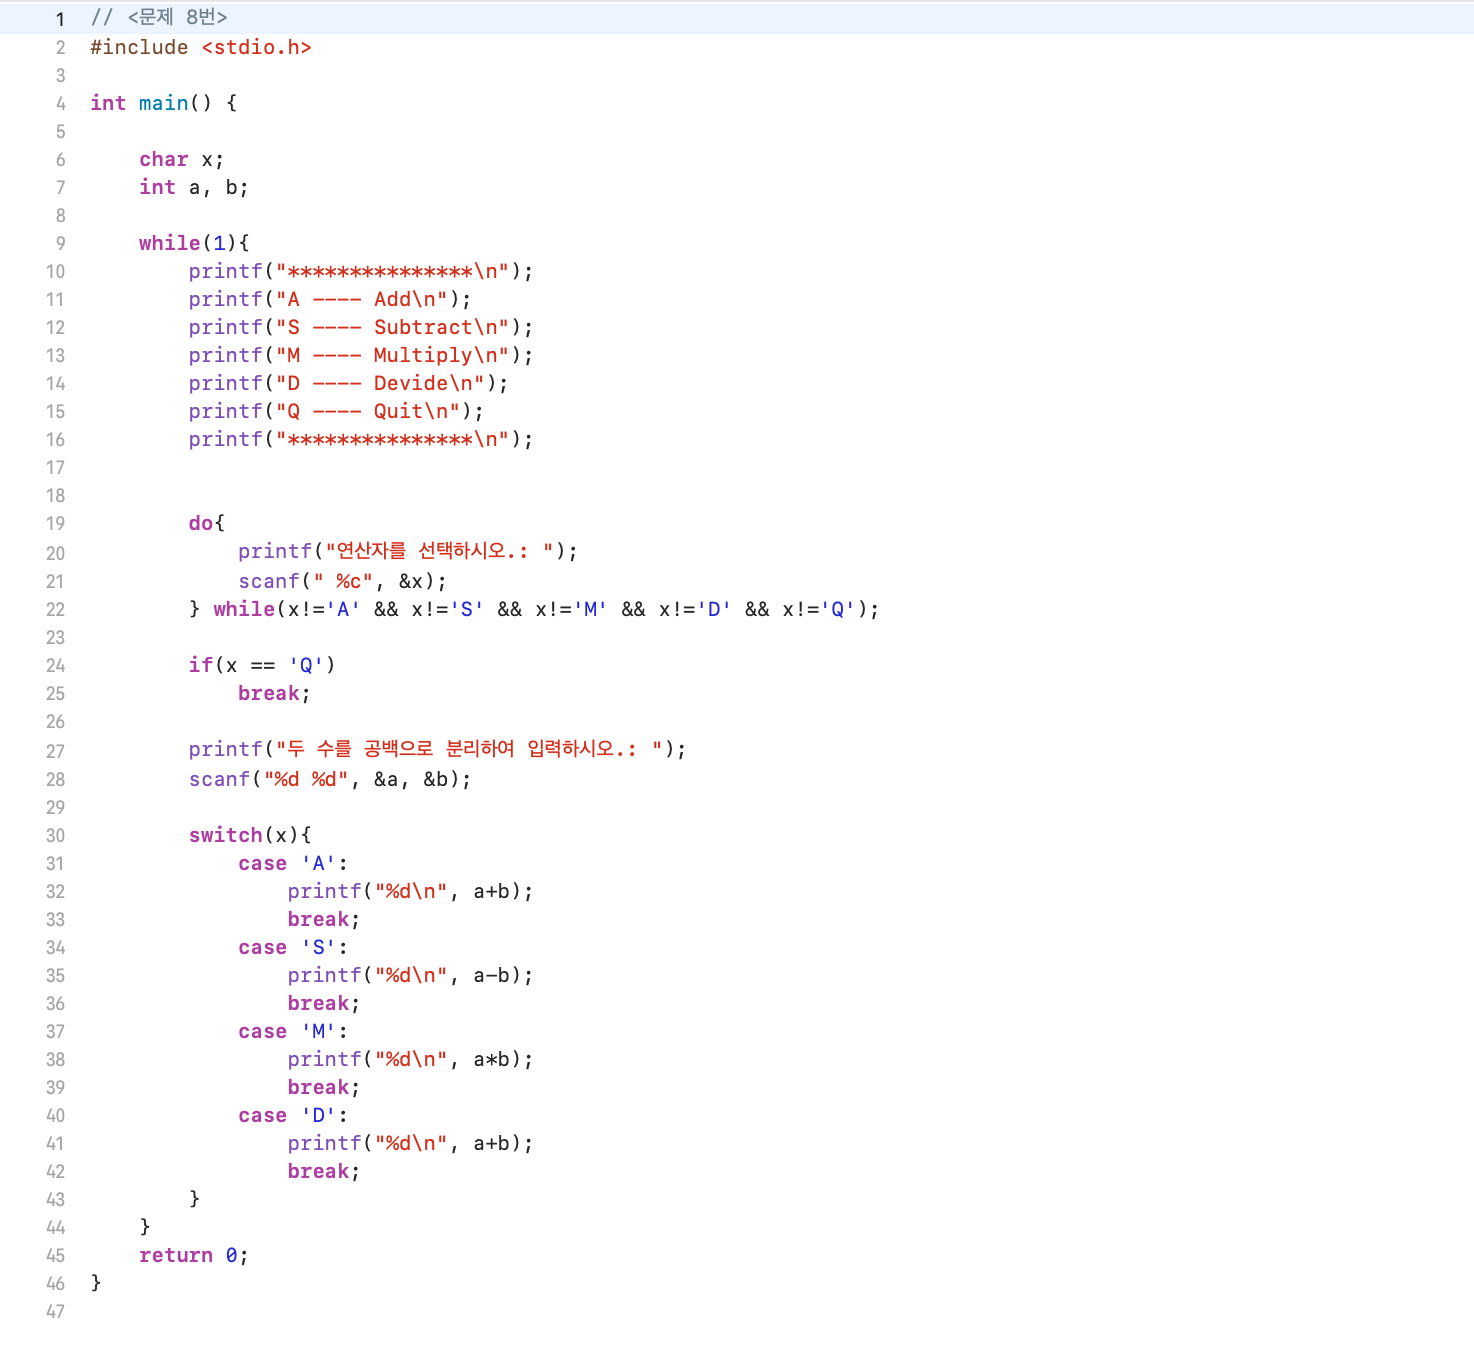 1 // <문제 8번>
2 #include <stdio.h>
3
4 int main() {
5
6     char x;
7     int a, b;
8
9     while(1){
10         printf("***************\n");
11         printf("A ---- Add\n");
12         printf("S ---- Subtract\n");
13         printf("M ---- Multiply\n");
14         printf("D ---- Devide\n");
15         printf("Q ---- Quit\n");
16         printf("***************\n");
17
18
19         do{
20             printf("연산자를 선택하시오.: ");
21             scanf(" %c", &x);
22         } while(x!='A' && x!='S' && x!='M' && x!='D' && x!='Q');
23
24         if(x == 'Q')
25             break;
26
27         printf("두 수를 공백으로 분리하여 입력하시오.: ");
28         scanf("%d %d", &a, &b);
29
30         switch(x){
31             case 'A':
32                 printf("%d\n", a+b);
33                 break;
34             case 'S':
35                 printf("%d\n", a-b);
36                 break;
37             case 'M':
38                 printf("%d\n", a*b);
39                 break;
40             case 'D':
41                 printf("%d\n", a+b);
42                 break;
43         }
44     }
45     return 0;
46 }
47